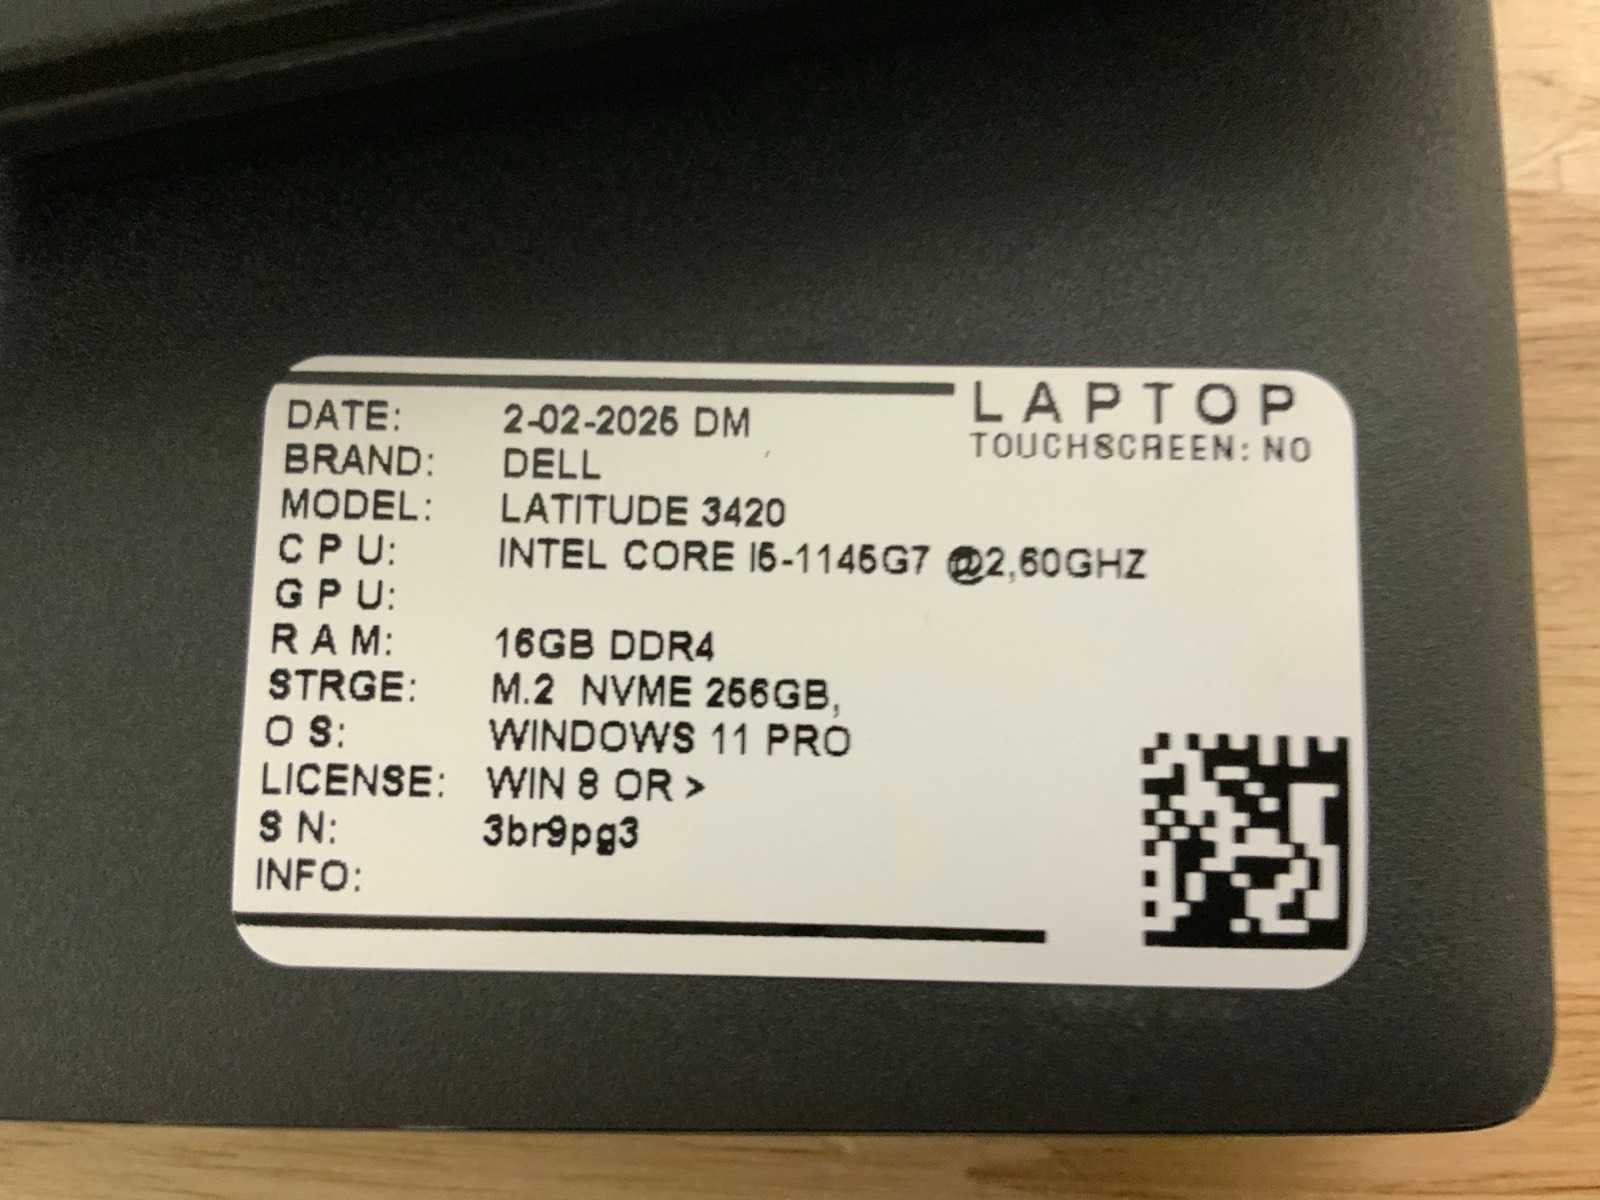 LAPTOP
TOUCHSCREEN: NO
DATE: 2-02-2025 DM
BRAND: DELL
MODEL: LATITUDE 3420
C P U: INTEL CORE I5-1145G7 @2,60GHZ
G P U:
R A M: 16GB DDR4
STRGE: M.2 NVME 256GB,
O S: WINDOWS 11 PRO
LICENSE: WIN 8 OR >
S N: 3br9pg3
INFO: